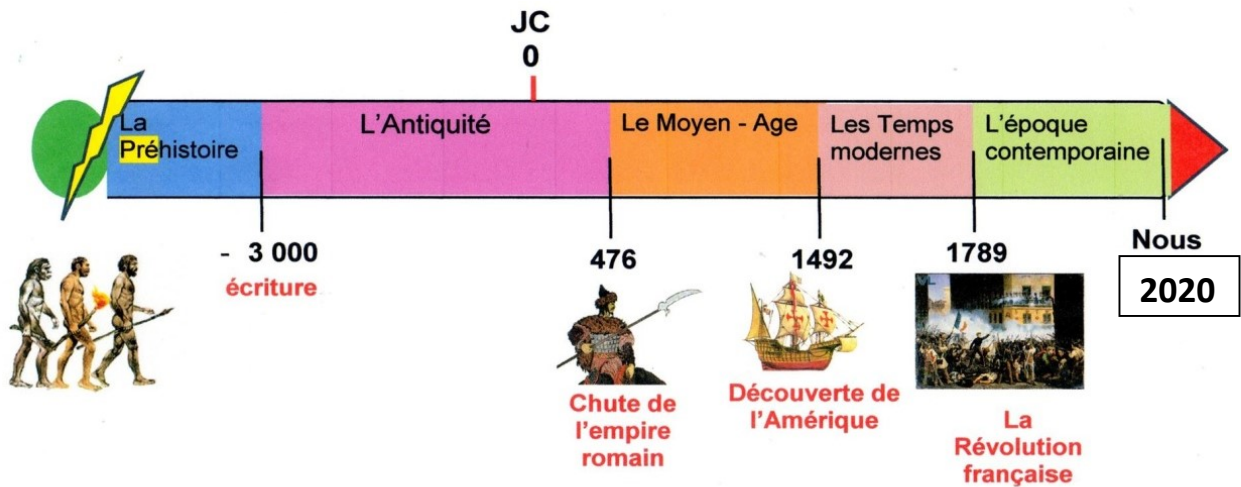 JC
0
La
Préhistoire
L'Antiquité
Le Moyen - Age
Les Temps
modernes
L'époque
contemporaine
- 3 000
écriture
476
Chute de
l'empire
romain
1492
Découverte de
l'Amérique
1789
La
Révolution
française
Nous
2020